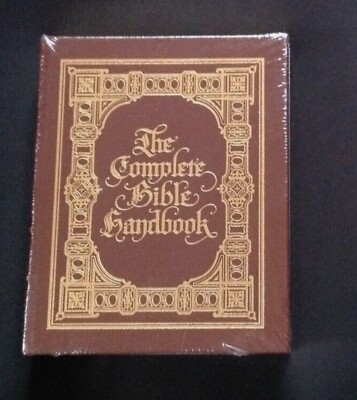 The
Complete
Bible
Handbook